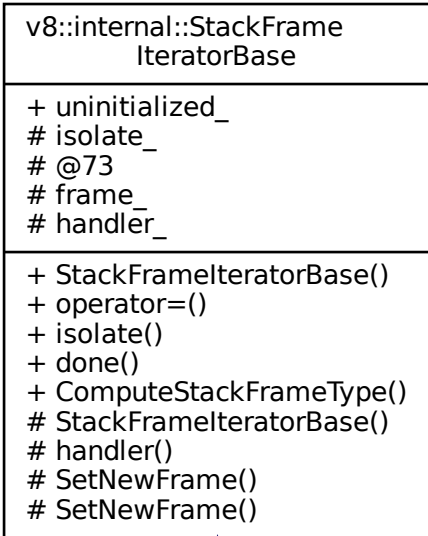 v8::internal::StackFrame
IteratorBase
+ uninitialized_
# isolate_
# @73
# frame_
# handler_
+ StackFrameIteratorBase()
+ operator=()
+ isolate()
+ done()
+ ComputeStackFrameType()
# StackFrameIteratorBase()
# handler()
# SetNewFrame()
# SetNewFrame()